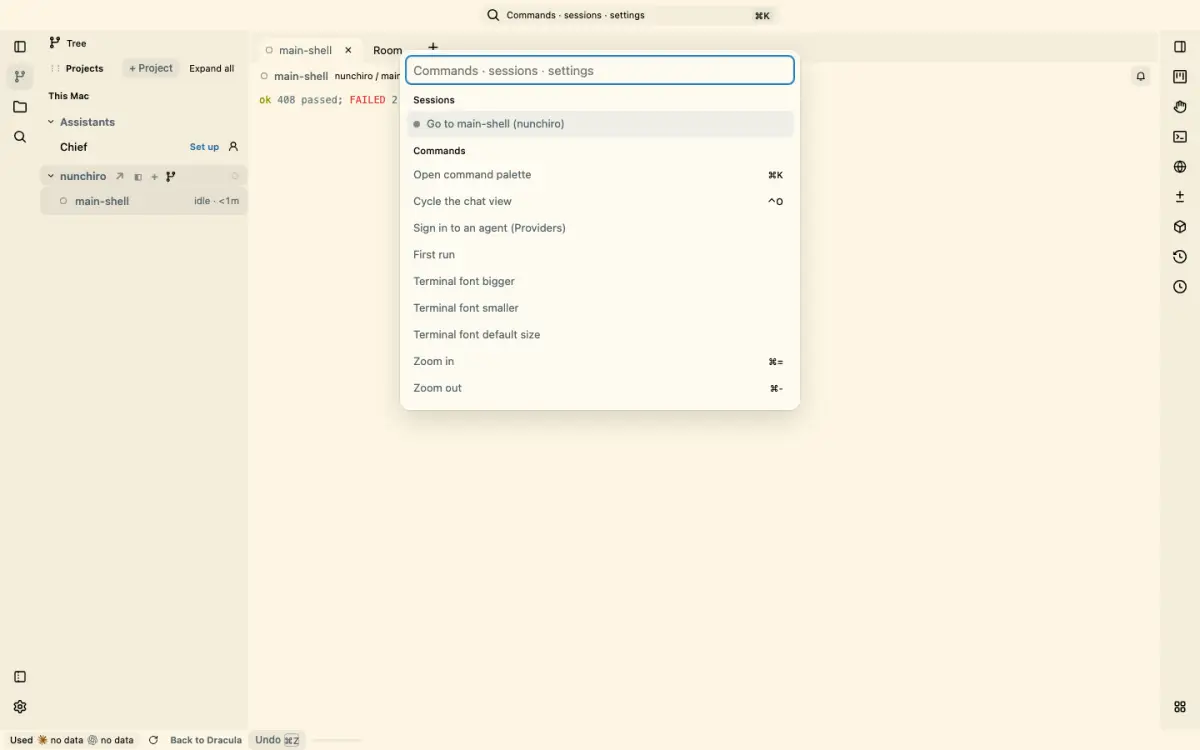 Commands · sessions · settings ⌘K
Tree
Projects + Project Expand all
This Mac
Assistants
Chief Set up
nunchiro
main-shell idle · <1m
main-shell × Room +
main-shell nunchiro / main
ok 408 passed; FAILED 2
Commands · sessions · settings
Sessions
Go to main-shell (nunchiro)
Commands
Open command palette ⌘K
Cycle the chat view ^O
Sign in to an agent (Providers)
First run
Terminal font bigger
Terminal font smaller
Terminal font default size
Zoom in ⌘=
Zoom out ⌘-
Used no data no data Back to Dracula Undo ⌘Z